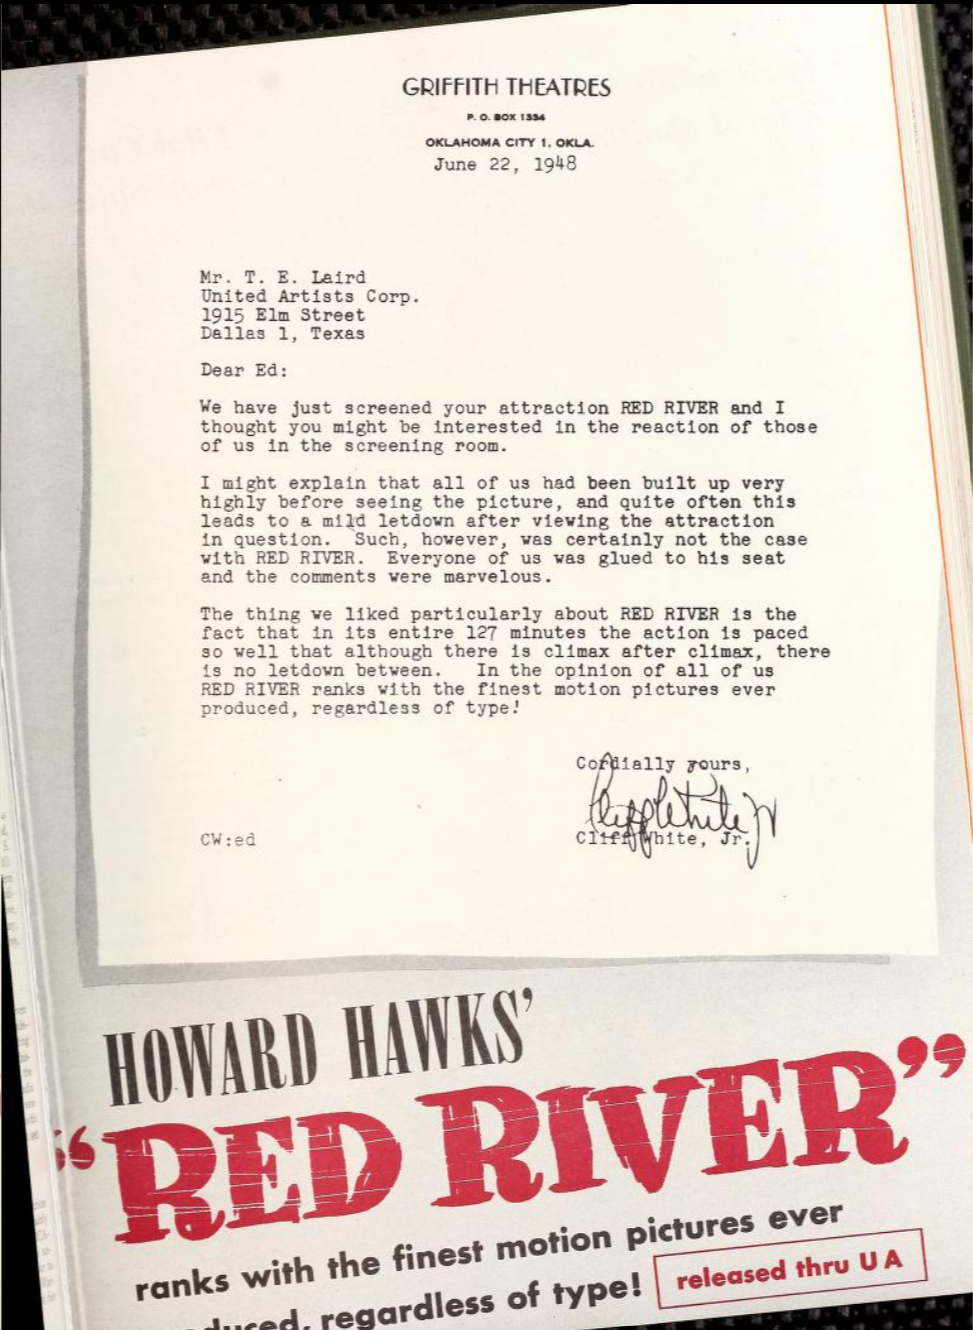 GRIFFITH THEATRES
P. O. BOX 1334
OKLAHOMA CITY 1, OKLA.
June 22, 1948
Mr. T. E. Laird
United Artists Corp.
1915 Elm Street
Dallas 1, Texas
Dear Ed:
We have just screened your attraction RED RIVER and I
thought you might be interested in the reaction of those
of us in the screening room.
I might explain that all of us had been built up very
highly before seeing the picture, and quite often this
leads to a mild letdown after viewing the attraction
in question.  Such, however, was certainly not the case
with RED RIVER.  Everyone of us was glued to his seat
and the comments were marvelous.
The thing we liked particularly about RED RIVER is the
fact that in its entire 127 minutes the action is paced
so well that although there is climax after climax, there
is no letdown between.  In the opinion of all of us
RED RIVER ranks with the finest motion pictures ever
produced, regardless of type!
Cordially yours,
Cliff White Jr
CW:ed
Cliff White, Jr.
HOWARD HAWKS'
“RED RIVER”
ranks with the finest motion pictures ever
duced, regardless of type!
released thru U A